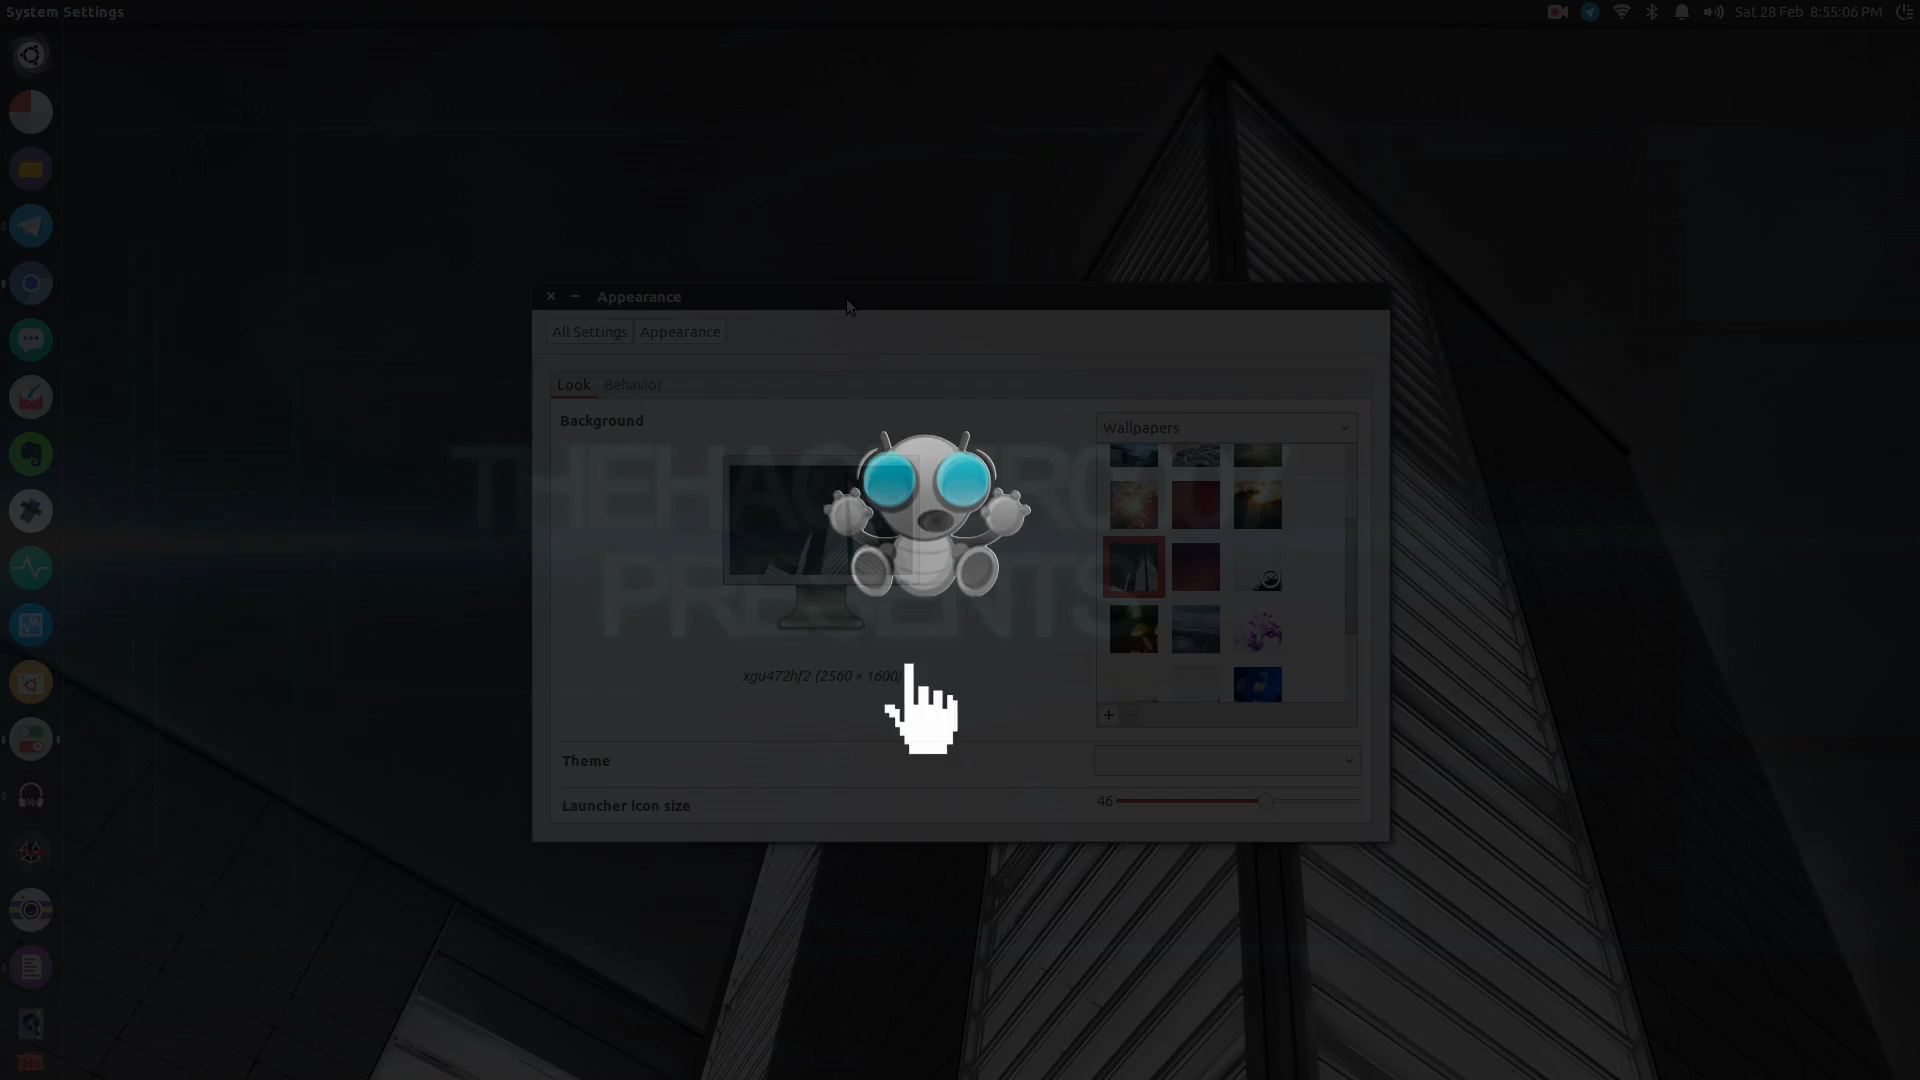 System Settings
Sat 28 Feb 8:55:06 PM
Appearance
All Settings
Appearance
Look
Behavior
Background
Wallpapers
PRESENTS
xgu472hf2 (2560 × 1600)
Theme
Launcher icon size
46